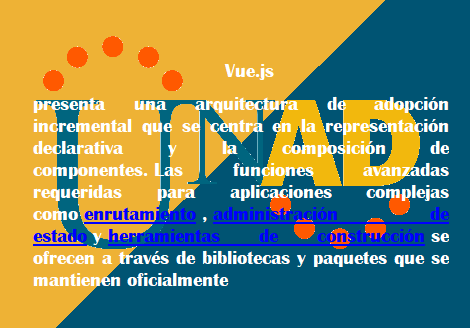 Vue.js
presenta una arquitectura de adopción
incremental que se centra en la representación
declarativa y la composición de
componentes. Las funciones avanzadas
requeridas para aplicaciones complejas
como enrutamiento , administración de
estado y herramientas de construcción se
ofrecen a través de bibliotecas y paquetes que se
mantienen oficialmente
UNAD